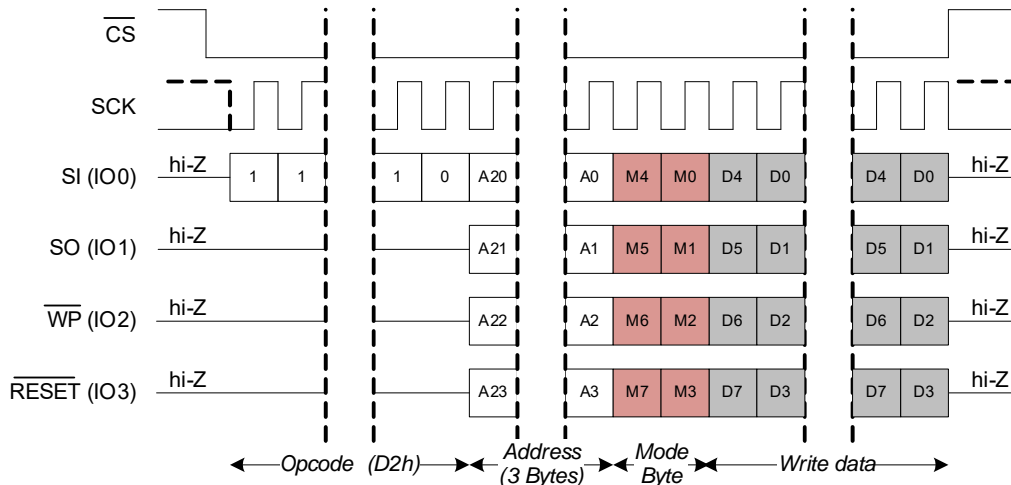 CS
SCK
SI (IO0) hi-Z 1 1 1 0 A20 A0 M4 M0 D4 D0 D4 D0 hi-Z
SO (IO1) hi-Z A21 A1 M5 M1 D5 D1 D5 D1 hi-Z
WP (IO2) hi-Z A22 A2 M6 M2 D6 D2 D6 D2 hi-Z
RESET (IO3) hi-Z A23 A3 M7 M3 D7 D3 D7 D3 hi-Z
Opcode (D2h) Address Mode Write data
(3 Bytes) Byte